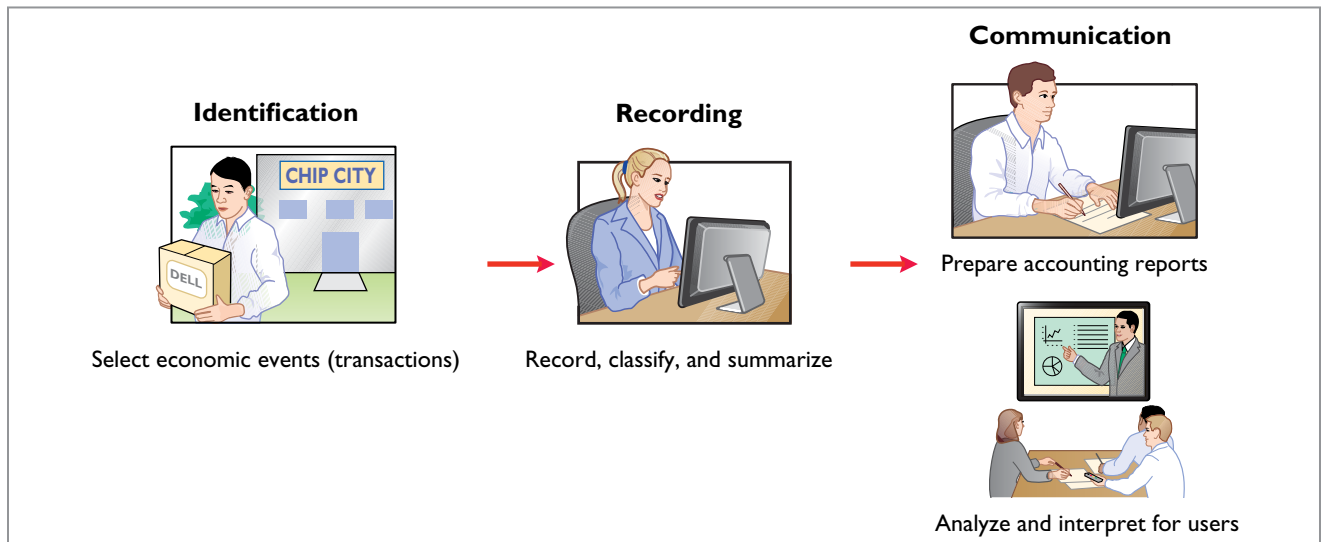 Identification
CHIP CITY
DELL
Select economic events (transactions)
Recording
Record, classify, and summarize
Communication
Prepare accounting reports
Analyze and interpret for users